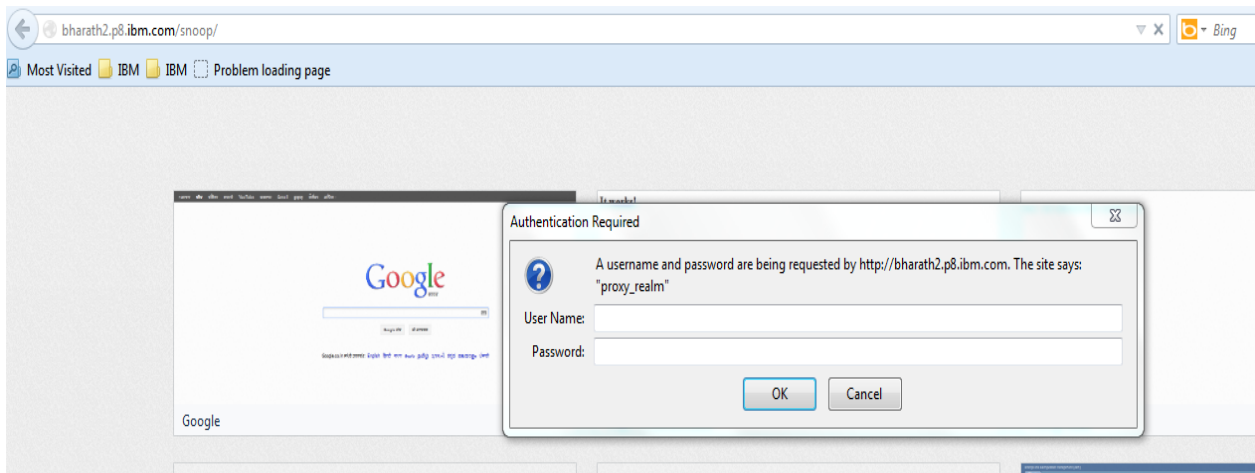 bharath2.p8.ibm.com/snoop/
Bing
Most Visited IBM IBM Problem loading page
It works!
Authentication Required
A username and password are being requested by http://bharath2.p8.ibm.com. The site says:
"proxy_realm"
User Name:
Password:
OK Cancel
Google
Google